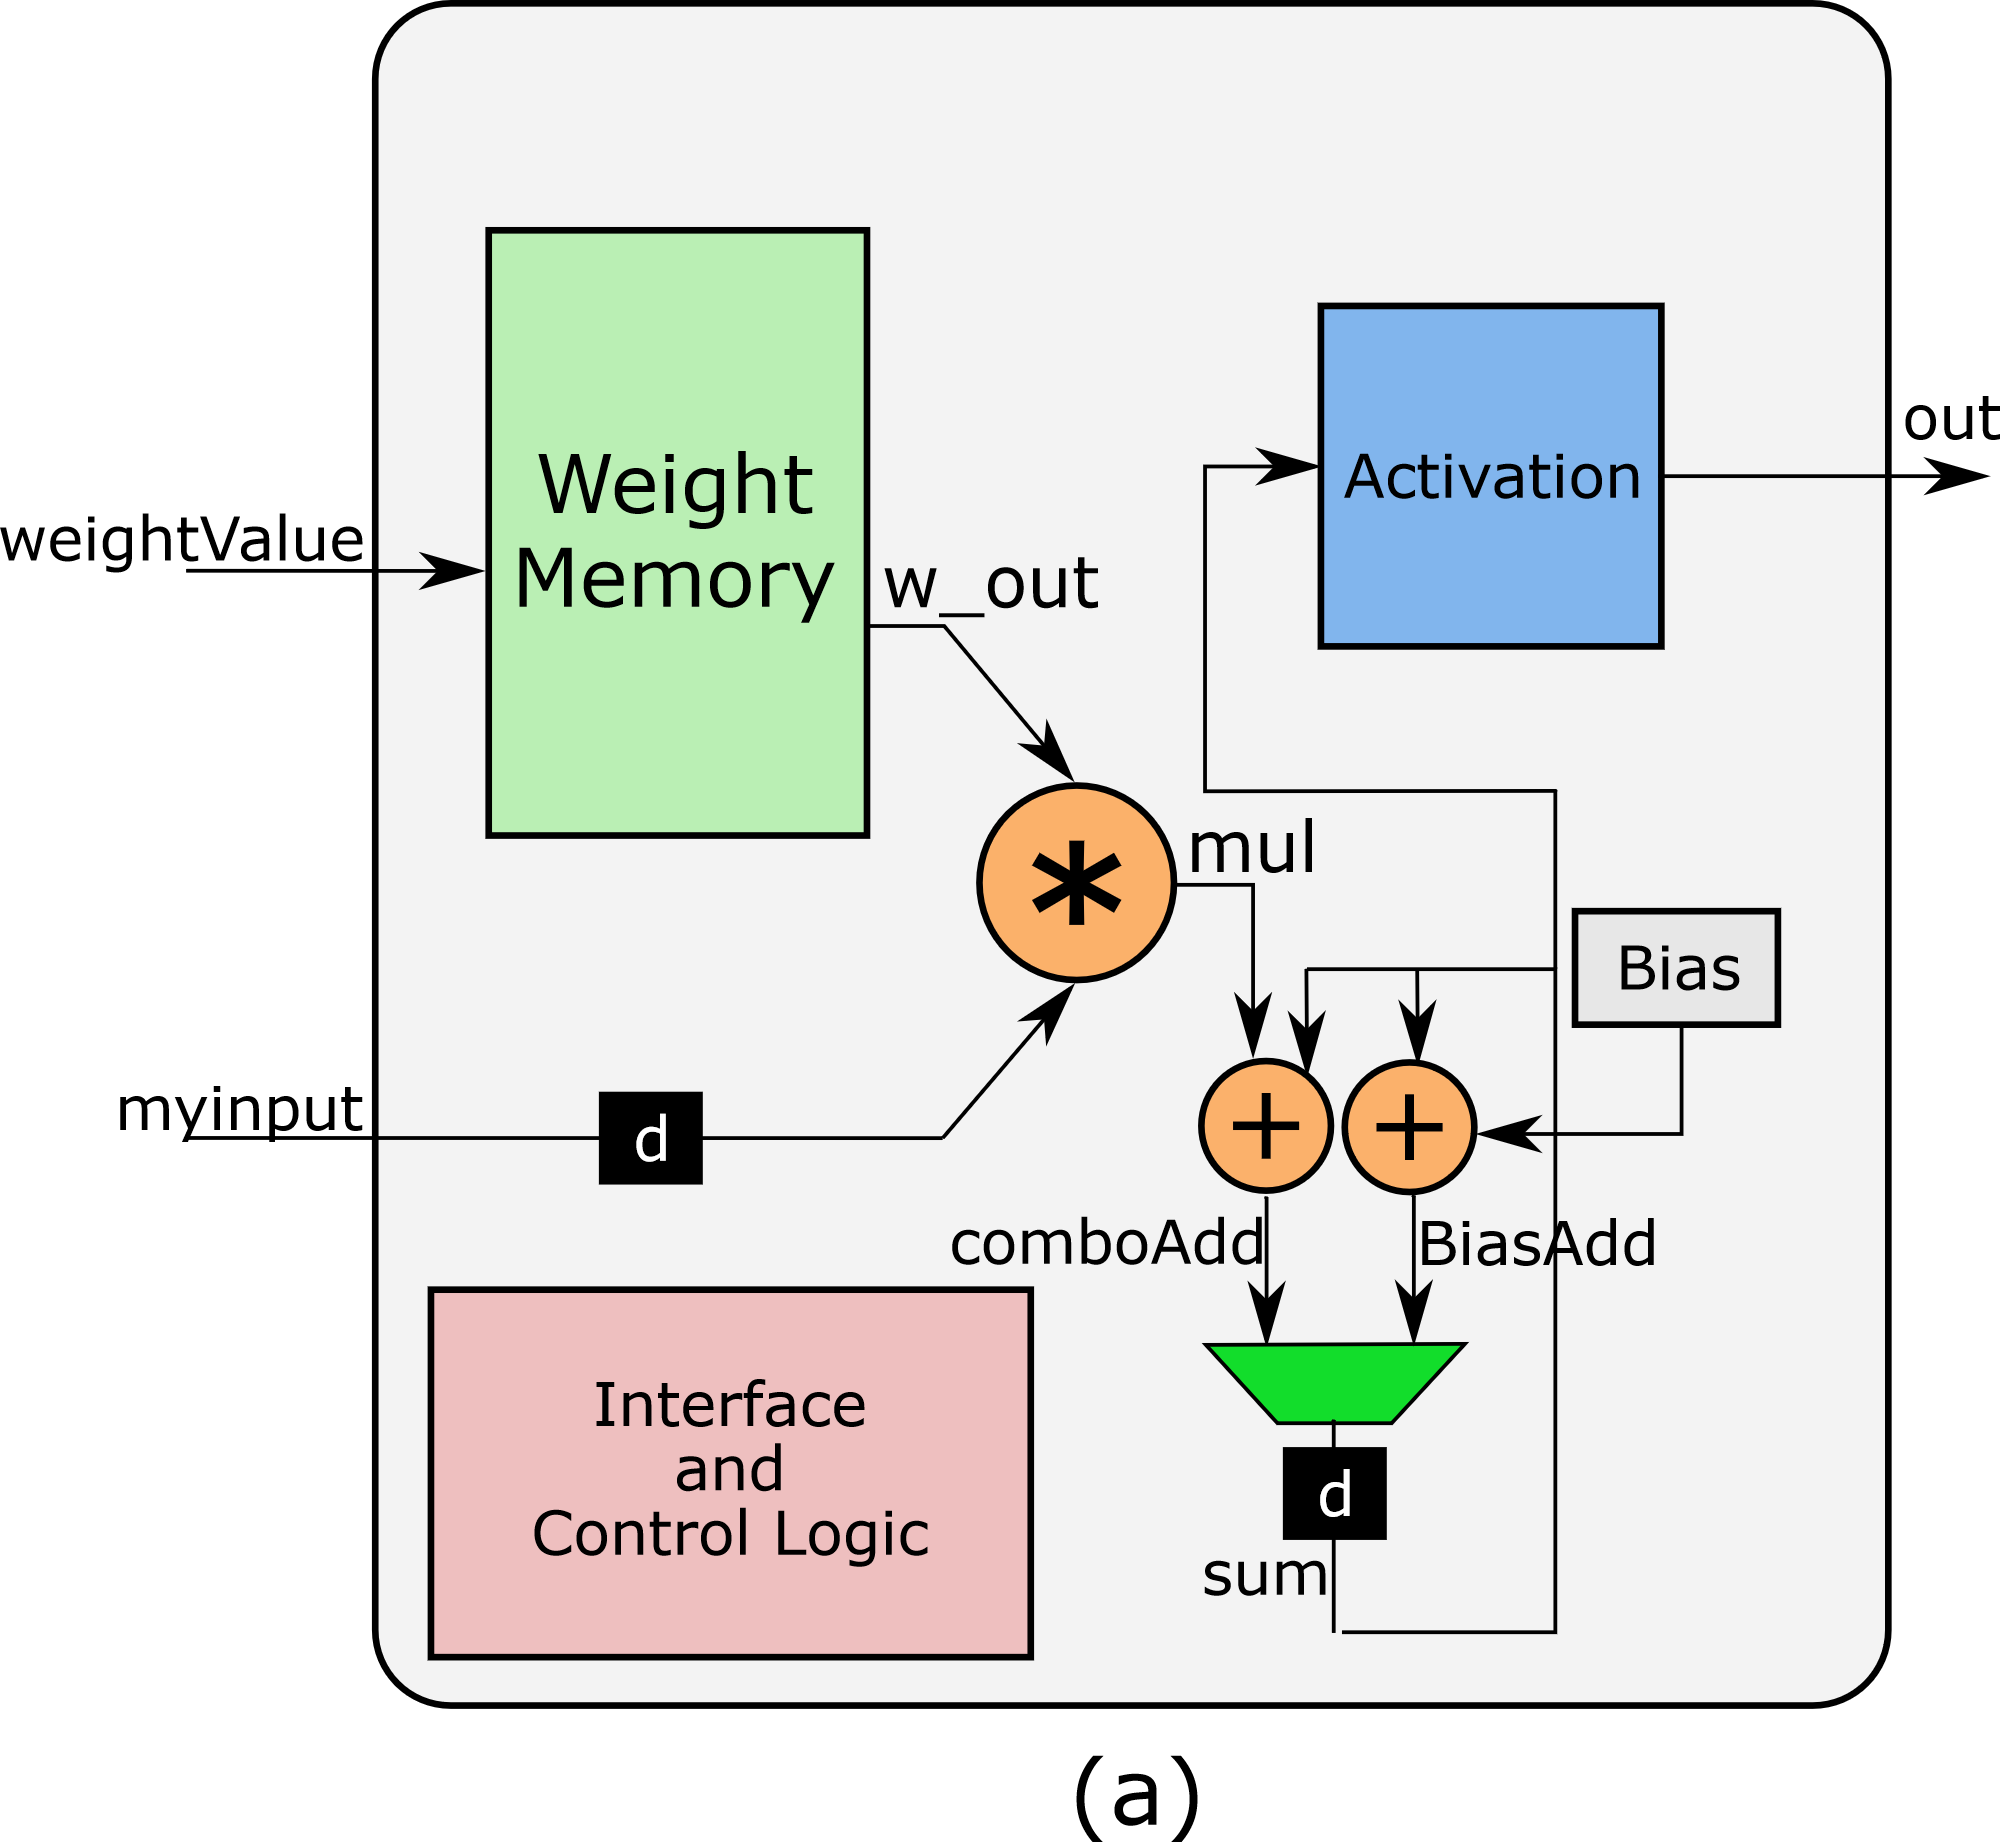 weightValue
Weight
Memory
w_out
Activation
out
*
mul
Bias
myinput
d
+
+
comboAdd
BiasAdd
Interface
and
Control Logic
d
sum
(a)